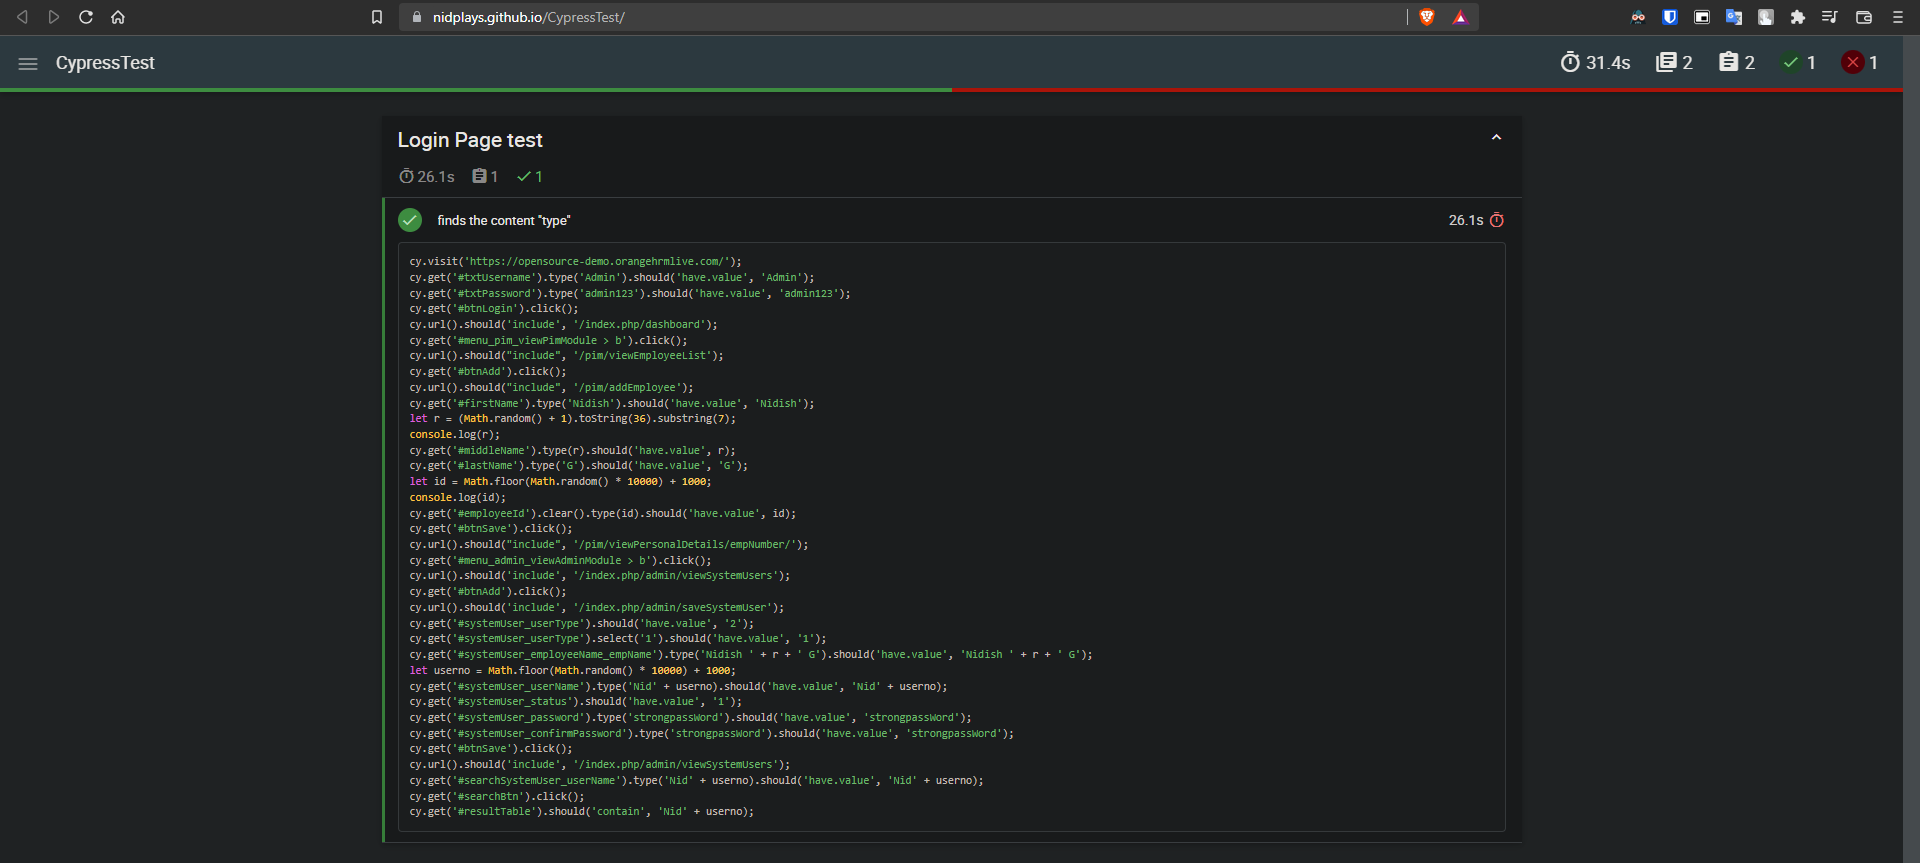 nidplays.github.io/CypressTest/
CypressTest
31.4s 2 2 1 1
Login Page test
26.1s 1 1
finds the content "type"
26.1s
cy.visit('https://opensource-demo.orangehrmlive.com/');
cy.get('#txtUsername').type('Admin').should('have.value', 'Admin');
cy.get('#txtPassword').type('admin123').should('have.value', 'admin123');
cy.get('#btnLogin').click();
cy.url().should('include', '/index.php/dashboard');
cy.get('#menu_pim_viewPimModule > b').click();
cy.url().should("include", '/pim/viewEmployeeList');
cy.get('#btnAdd').click();
cy.url().should("include", '/pim/addEmployee');
cy.get('#firstName').type('Nidish').should('have.value', 'Nidish');
let r = (Math.random() + 1).toString(36).substring(7);
console.log(r);
cy.get('#middleName').type(r).should('have.value', r);
cy.get('#lastName').type('G').should('have.value', 'G');
let id = Math.floor(Math.random() * 10000) + 1000;
console.log(id);
cy.get('#employeeId').clear().type(id).should('have.value', id);
cy.get('#btnSave').click();
cy.url().should("include", '/pim/viewPersonalDetails/empNumber/');
cy.get('#menu_admin_viewAdminModule > b').click();
cy.url().should('include', '/index.php/admin/viewSystemUsers');
cy.get('#btnAdd').click();
cy.url().should('include', '/index.php/admin/saveSystemUser');
cy.get('#systemUser_userType').should('have.value', '2');
cy.get('#systemUser_userType').select('1').should('have.value', '1');
cy.get('#systemUser_employeeName_empName').type('Nidish ' + r + ' G').should('have.value', 'Nidish ' + r + ' G');
let userno = Math.floor(Math.random() * 10000) + 1000;
cy.get('#systemUser_userName').type('Nid' + userno).should('have.value', 'Nid' + userno);
cy.get('#systemUser_status').should('have.value', '1');
cy.get('#systemUser_password').type('strongpassWord').should('have.value', 'strongpassWord');
cy.get('#systemUser_confirmPassword').type('strongpassWord').should('have.value', 'strongpassWord');
cy.get('#btnSave').click();
cy.url().should('include', '/index.php/admin/viewSystemUsers');
cy.get('#searchSystemUser_userName').type('Nid' + userno).should('have.value', 'Nid' + userno);
cy.get('#searchBtn').click();
cy.get('#resultTable').should('contain', 'Nid' + userno);